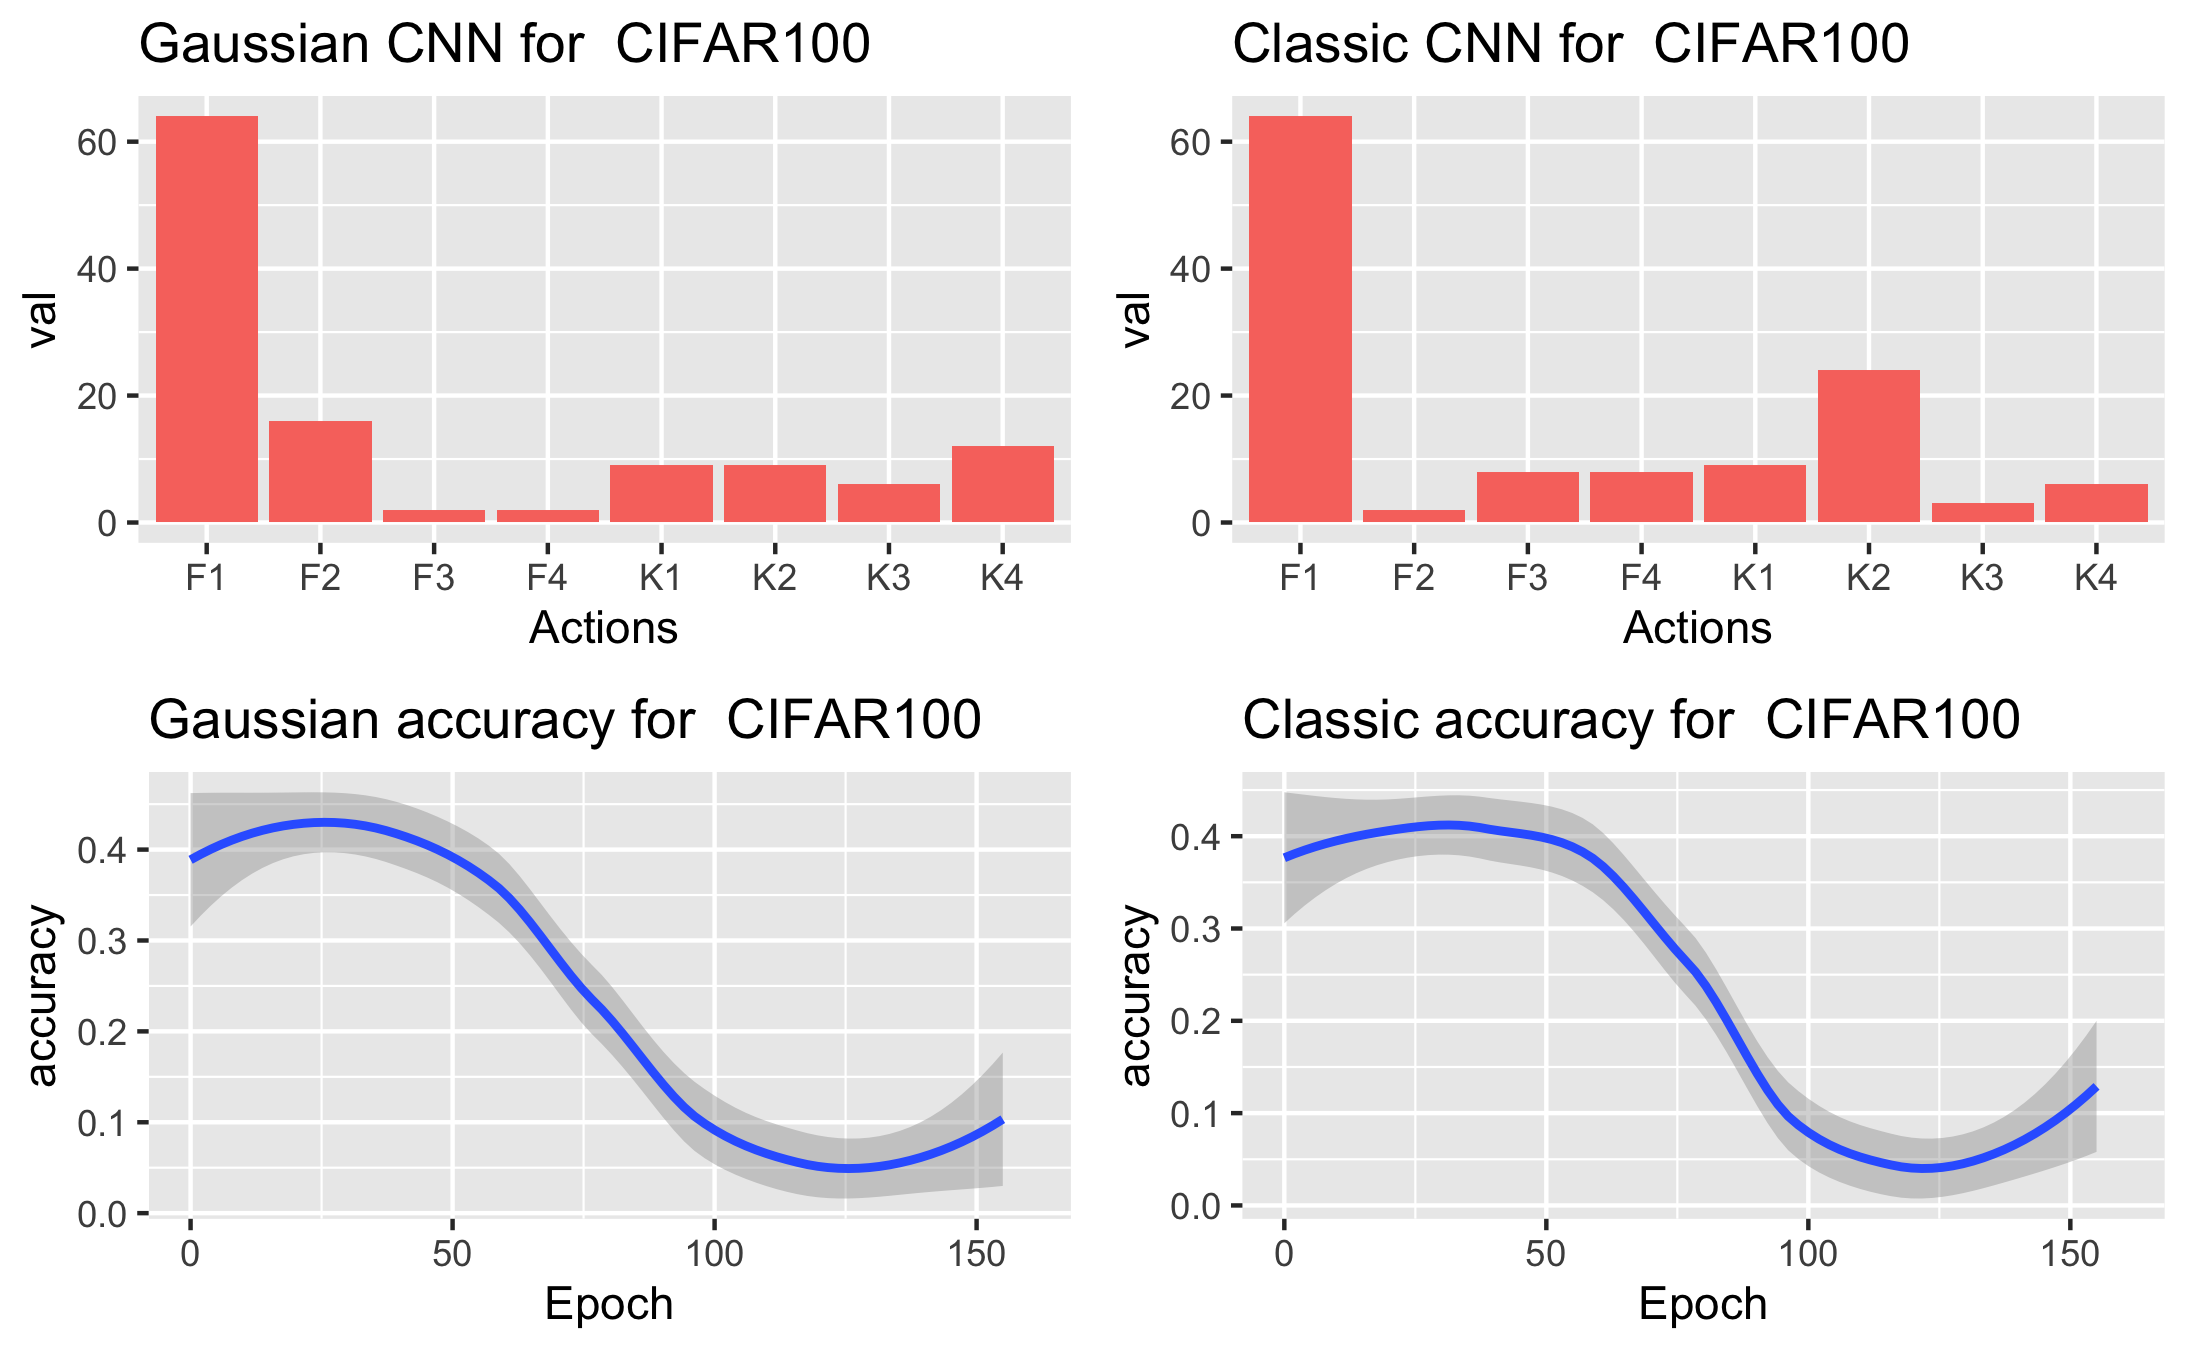 Gaussian CNN for  CIFAR100
60
40
20
0
val
F1 F2 F3 F4 K1 K2 K3 K4
Actions
Classic CNN for  CIFAR100
60
40
20
0
val
F1 F2 F3 F4 K1 K2 K3 K4
Actions
Gaussian accuracy for  CIFAR100
0.4
0.3
0.2
0.1
0.0
accuracy
0 50 100 150
Epoch
Classic accuracy for  CIFAR100
0.4
0.3
0.2
0.1
0.0
accuracy
0 50 100 150
Epoch